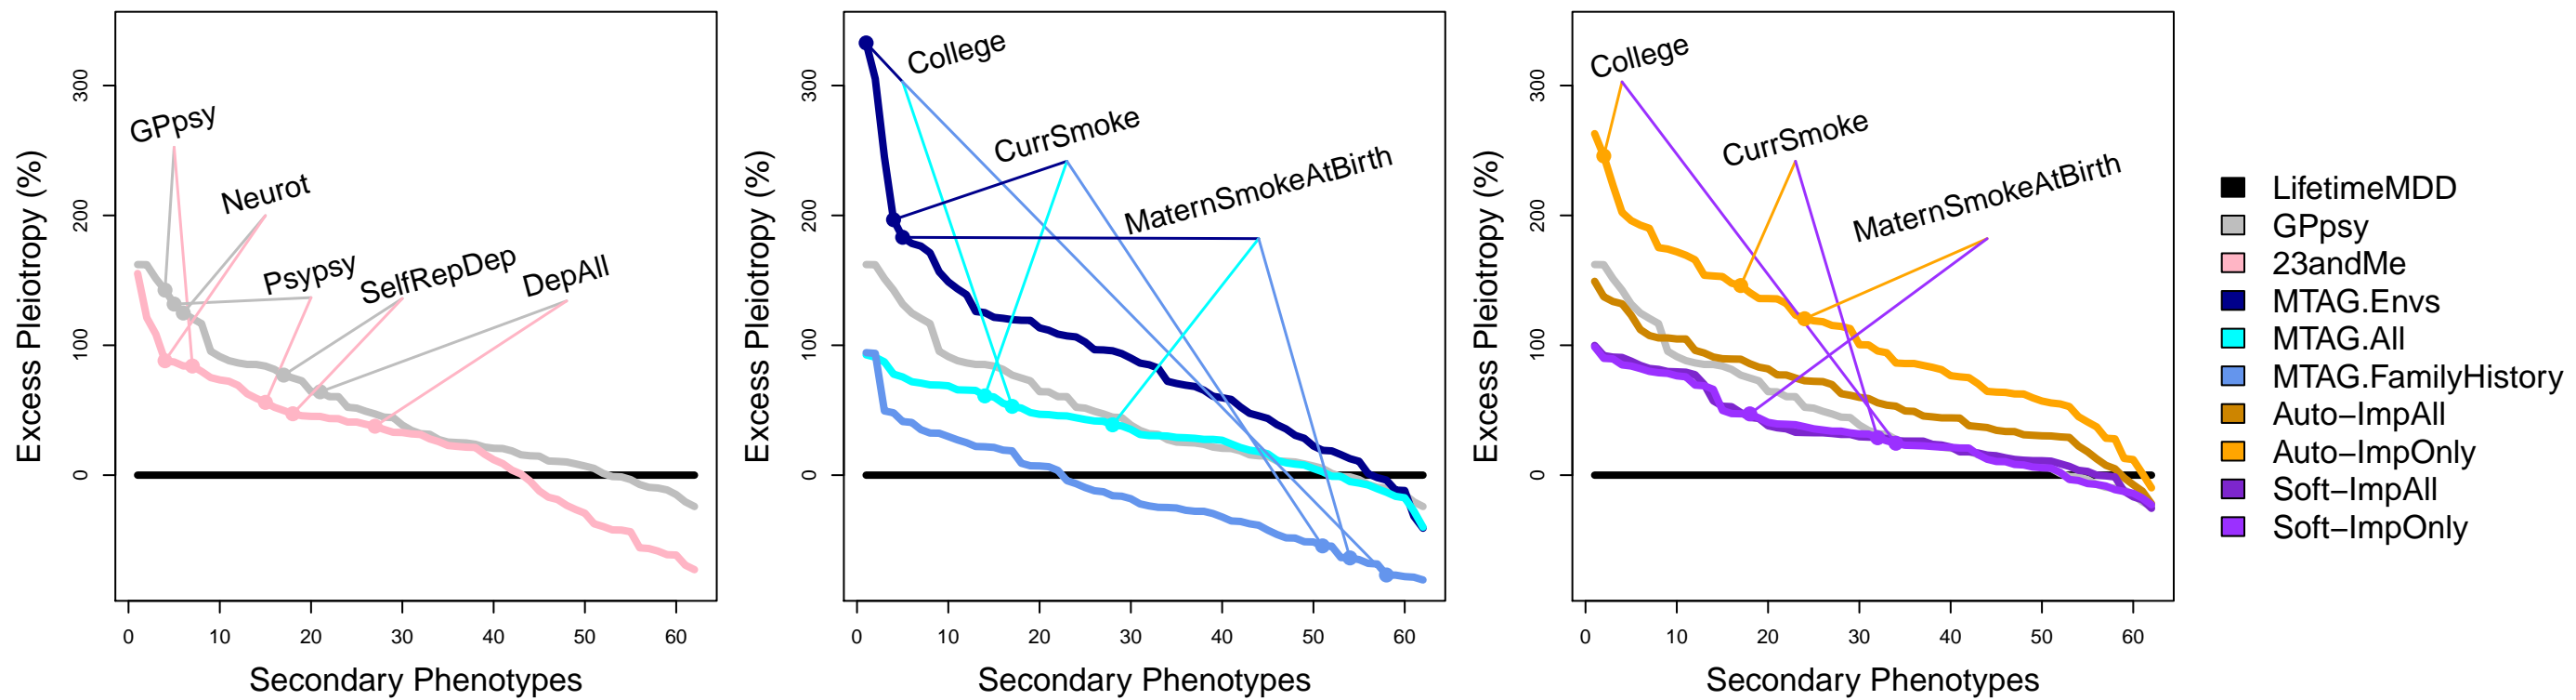 Excess Pleiotropy (%)
300
200
100
0
GPpsy
Neurot
Psypsy
SelfRepDep
DepAll
0 10 20 30 40 50 60
Secondary Phenotypes
Excess Pleiotropy (%)
300
200
100
0
College
CurrSmoke
MaternSmokeAtBirth
0 10 20 30 40 50 60
Secondary Phenotypes
Excess Pleiotropy (%)
300
200
100
0
College
CurrSmoke
MaternSmokeAtBirth
0 10 20 30 40 50 60
Secondary Phenotypes
LifetimeMDD
GPpsy
23andMe
MTAG.Envs
MTAG.All
MTAG.FamilyHistory
Auto−ImpAll
Auto−ImpOnly
Soft−ImpAll
Soft−ImpOnly